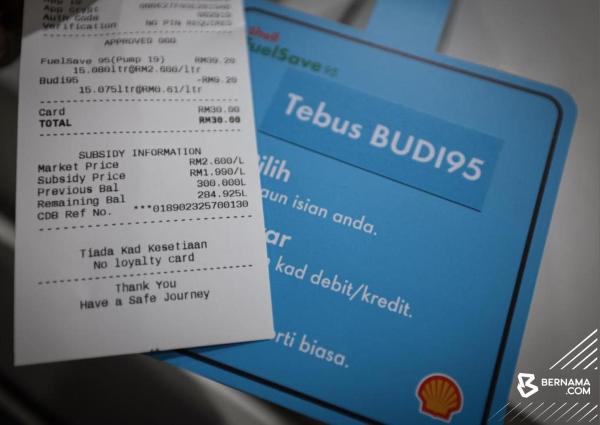 App Crypt
Auth Code
Verification NO PIN REQUIRED
APPROVED 000
FuelSave 95(Pump 19) RM39.20
15.080ltr@RM2.600/ltr
Budi95 -RM9.20
15.075ltr@RM0.61/ltr
Card RM30.00
TOTAL RM30.00
SUBSIDY INFORMATION
Market Price RM2.600/L
Subsidy Price RM1.990/L
Previous Bal 300.000L
Remaining Bal 284.925L
CDB Ref No. ***018902325700130
Tiada Kad Kesetiaan
No loyalty card
Thank You
Have a Safe Journey
Shell
FuelSave 95
Tebus BUDI95
ilih
aun isian anda.
ar
kad debit/kredit.
rti biasa.
BERNAMA
.COM